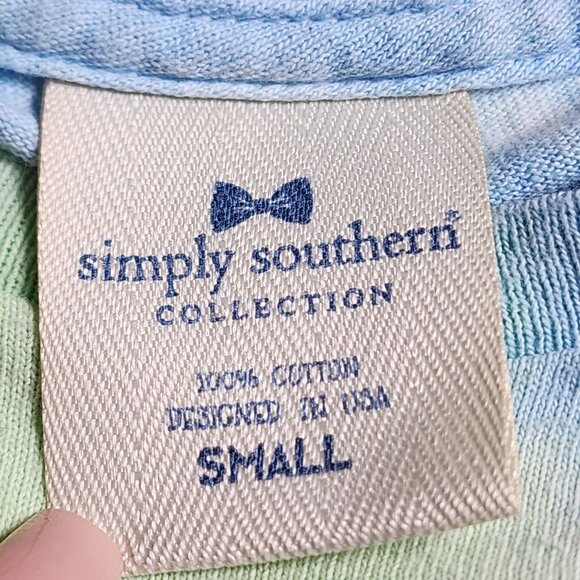 simply southern®
COLLECTION
100% COTTON
DESIGNED IN USA
SMALL